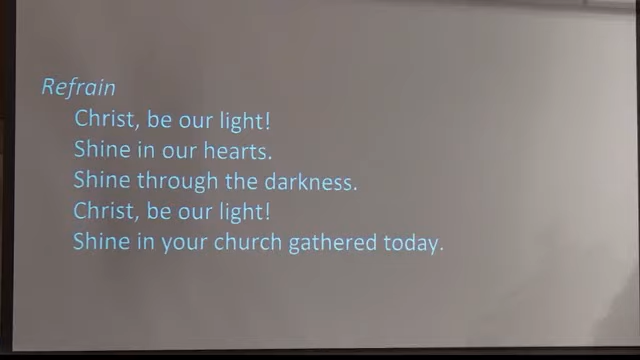 Refrain
Christ, be our light!
Shine in our hearts.
Shine through the darkness.
Christ, be our light!
Shine in your church gathered today.